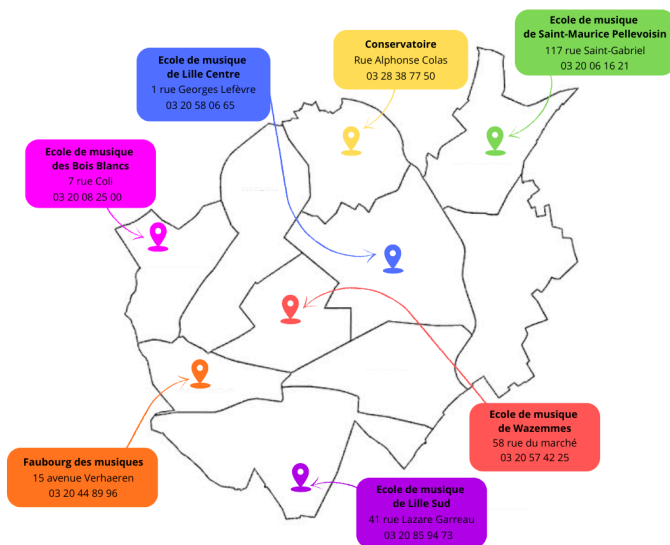 Ecole de musique
de Saint-Maurice Pellevoisin
117 rue Saint-Gabriel
03 20 06 16 21
Conservatoire
Rue Alphonse Colas
03 28 38 77 50
Ecole de musique
de Lille Centre
1 rue Georges Lefèvre
03 20 58 06 65
Ecole de musique
des Bois Blancs
7 rue Coli
03 20 08 25 00
Ecole de musique
de Wazemmes
58 rue du marché
03 20 57 42 25
Faubourg des musiques
15 avenue Verhaeren
03 20 44 89 96
Ecole de musique
de Lille Sud
41 rue Lazare Garreau
03 20 85 94 73